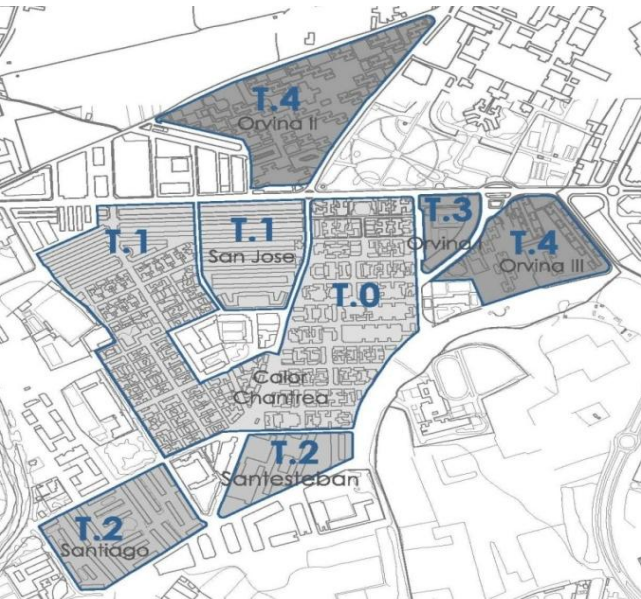 T.4
Orvina II
T.1
T.1
San Jose
T.3
Orvina
T.4
Orvina III
T.0
Calor
Chantrea
T.2
Santesteban
T.2
Santiago